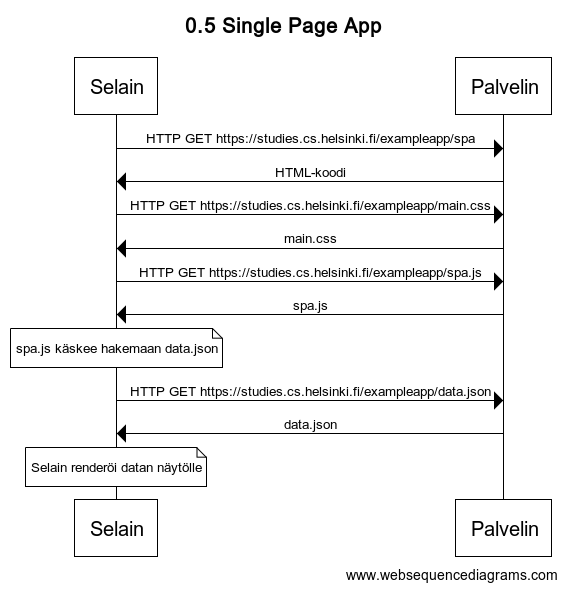 0.5 Single Page App
Selain
Palvelin
HTTP GET https://studies.cs.helsinki.fi/exampleapp/spa
HTML-koodi
HTTP GET https://studies.cs.helsinki.fi/exampleapp/main.css
main.css
HTTP GET https://studies.cs.helsinki.fi/exampleapp/spa.js
spa.js
spa.js käskee hakemaan data.json
HTTP GET https://studies.cs.helsinki.fi/exampleapp/data.json
data.json
Selain renderöi datan näytölle
Selain
Palvelin
www.websequencediagrams.com